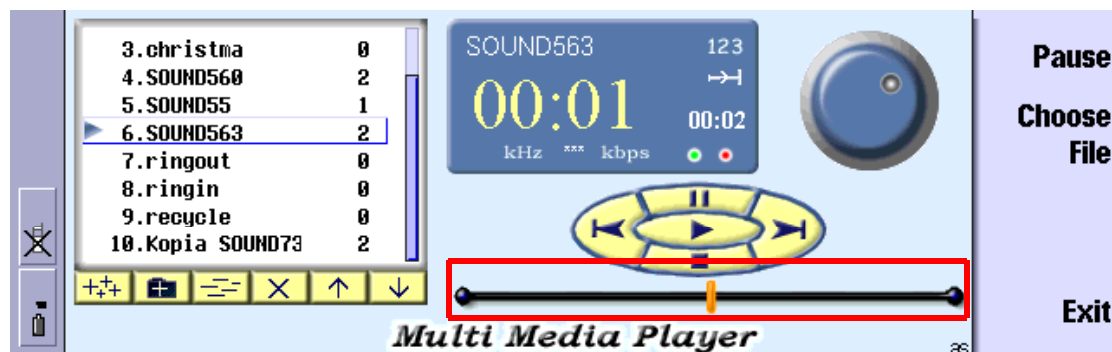 3.christma 0
4.SOUND560 2
5.SOUND55 1
6.SOUND563 2
7.ringout 0
8.ringin 0
9.recycle 0
10.Kopia SOUND73 2
SOUND563 123
00:01
00:02
kHz *** kbps
Multi Media Player
Pause
Choose
File
Exit